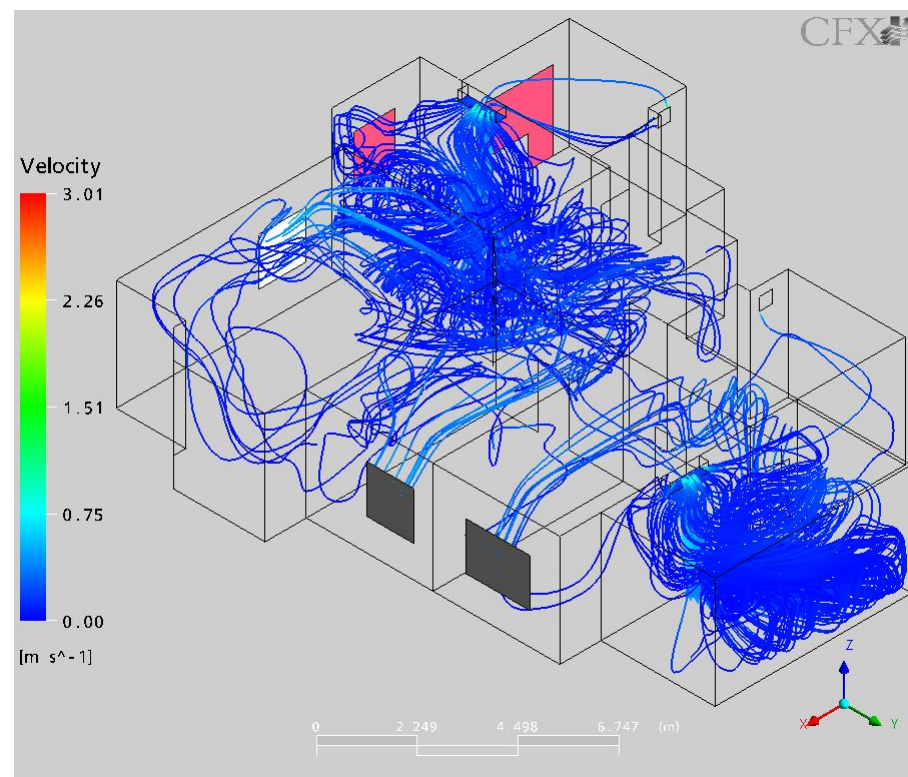 CFX
Velocity
3.01
2.26
1.51
0.75
0.00
[m s^-1]
0 2.249 4.498 6.747 (m)
Z
X
Y